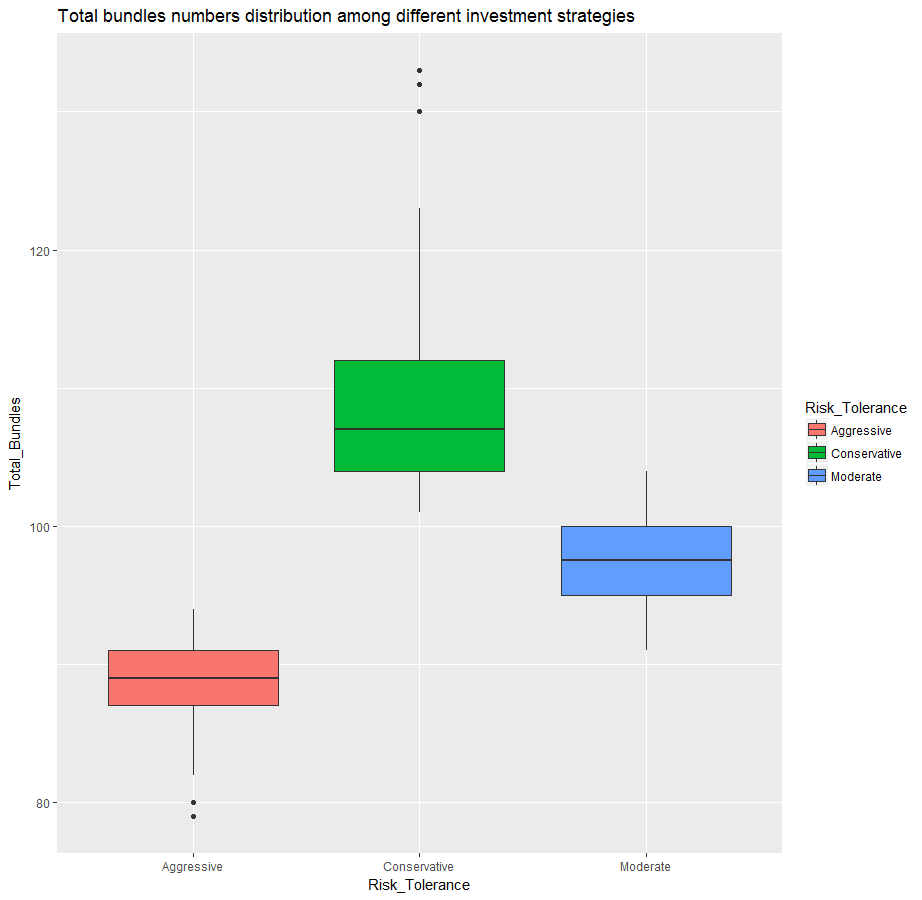 Total bundles numbers distribution among different investment strategies
120
100
80
Total_Bundles
Aggressive
Conservative
Moderate
Risk_Tolerance
Risk_Tolerance
Aggressive
Conservative
Moderate